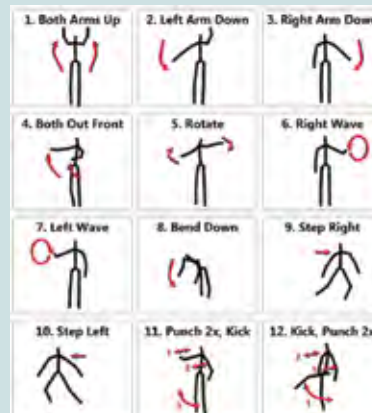 1. Both Arms Up
2. Left Arm Down
3. Right Arm Down
4. Both Out Front
5. Rotate
6. Right Wave
7. Left Wave
8. Bend Down
9. Step Right
10. Step Left
11. Punch 2x, Kick
12. Kick, Punch 2x